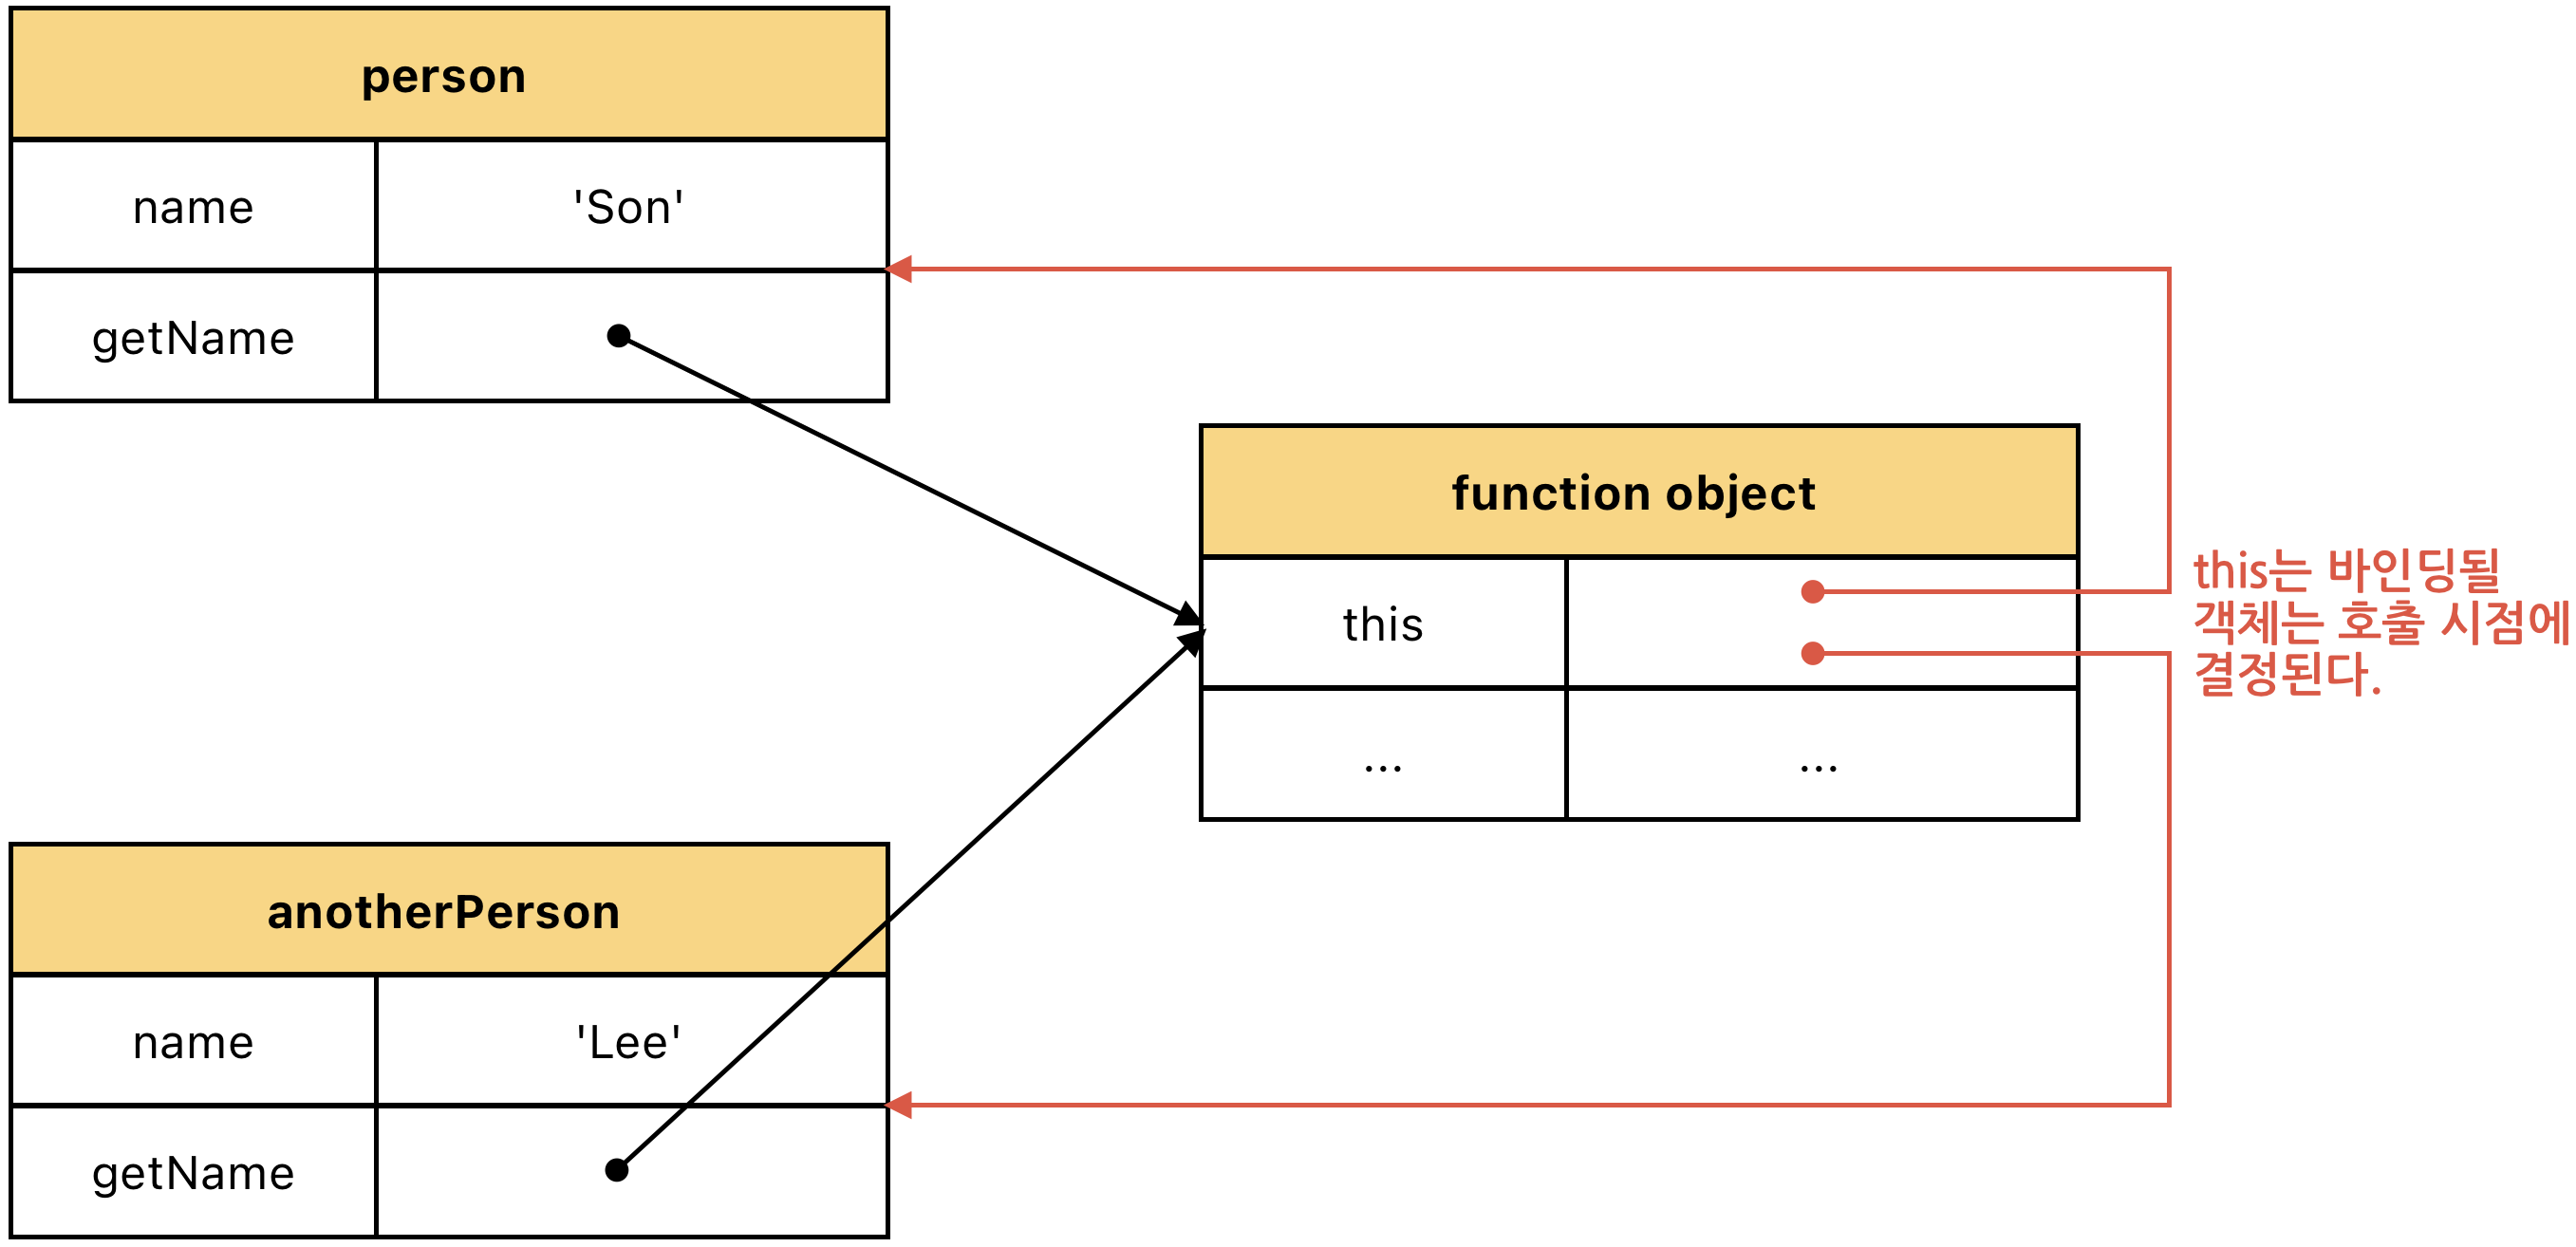 person
name 'Son'
getName
function object
this
... ...
this는 바인딩될
객체는 호출 시점에
결정된다.
anotherPerson
name 'Lee'
getName